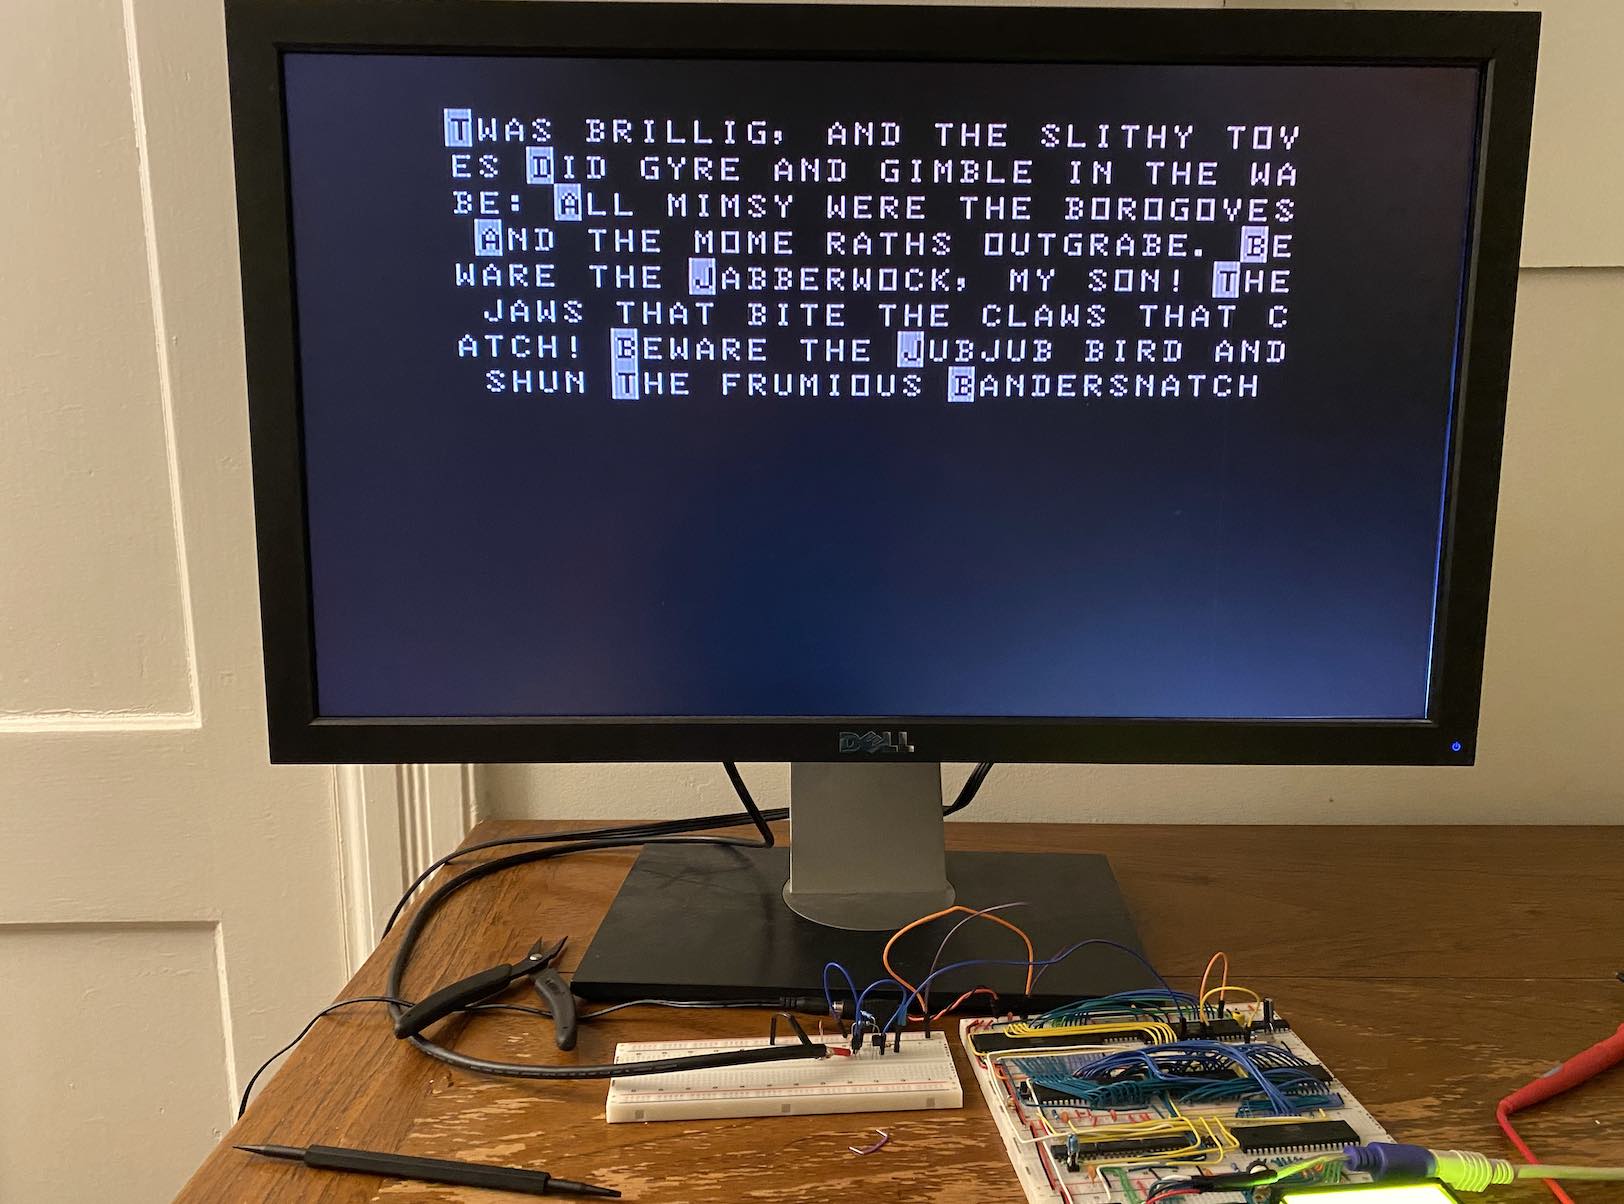 TWAS BRILLIG, AND THE SLITHY TOV
ES DID GYRE AND GIMBLE IN THE WA
BE: ALL MIMSY WERE THE BOROGOVES
AND THE MOME RATHS OUTGRABE. BE
WARE THE JABBERWOCK, MY SON! THE
JAWS THAT BITE THE CLAWS THAT C
ATCH! BEWARE THE JUBJUB BIRD AND
SHUN THE FRUMIOUS BANDERSNATCH
DELL